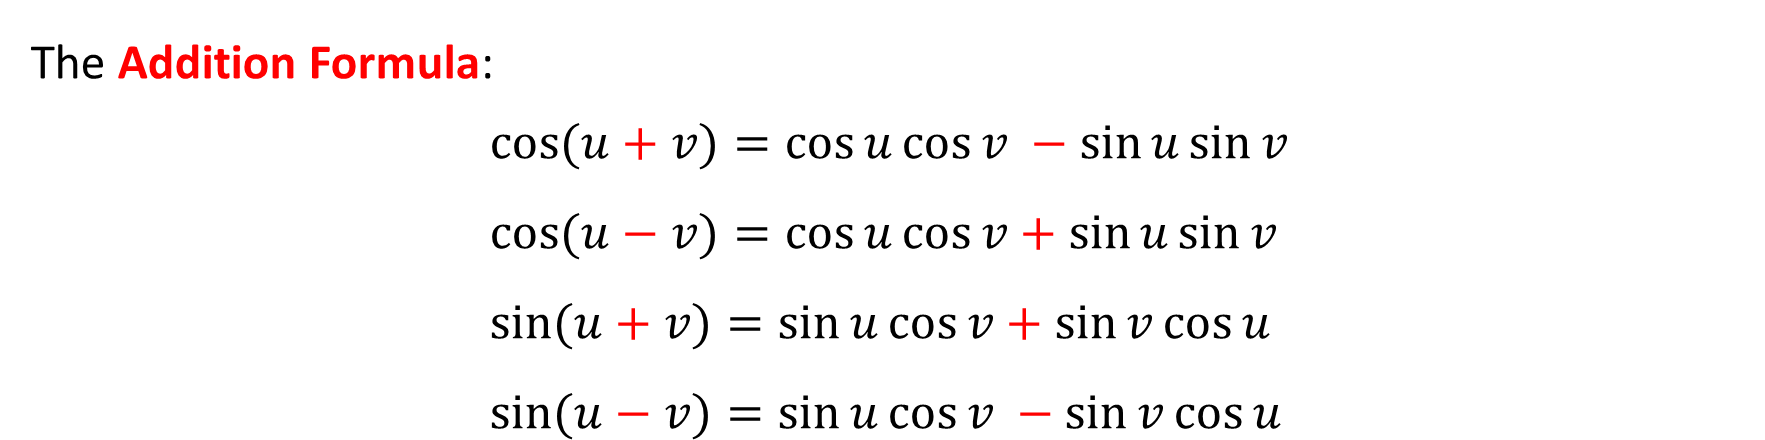 The Addition Formula:
cos(u + v) = cos u cos v − sin u sin v
cos(u − v) = cos u cos v + sin u sin v
sin(u + v) = sin u cos v + sin v cos u
sin(u − v) = sin u cos v − sin v cos u